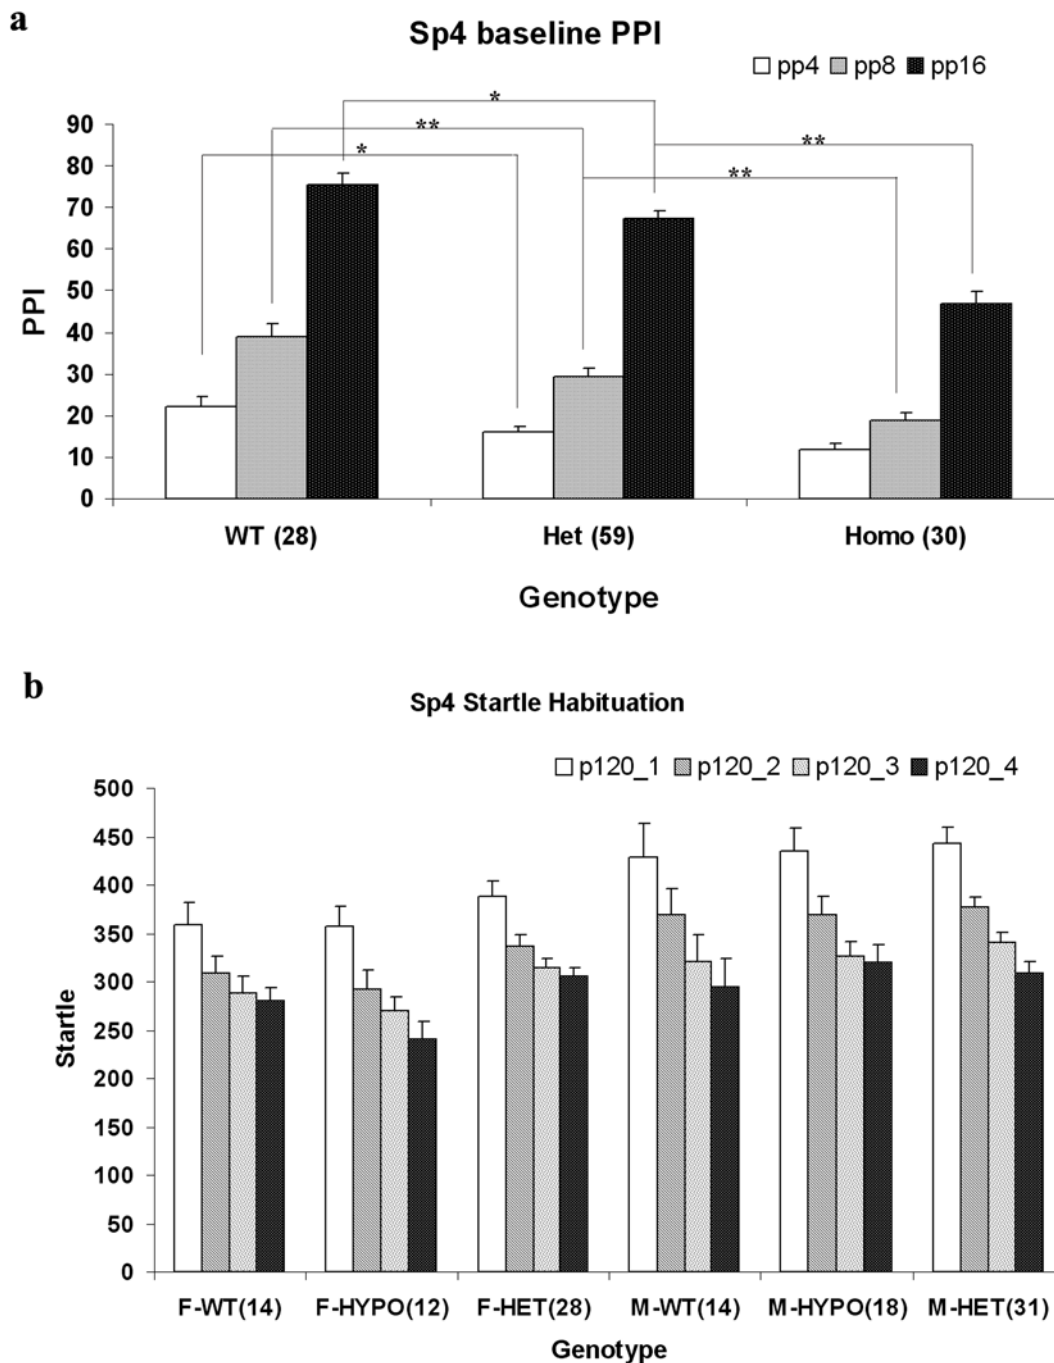 a
Sp4 baseline PPI
pp4 pp8 pp16
*
**
*
**
**
90
80
70
60
50
40
30
20
10
0
PPI
WT (28) Het (59) Homo (30)
Genotype
b
Sp4 Startle Habituation
p120_1 p120_2 p120_3 p120_4
500
450
400
350
300
250
200
150
100
50
0
Startle
F-WT(14) F-HYPO(12) F-HET(28) M-WT(14) M-HYPO(18) M-HET(31)
Genotype